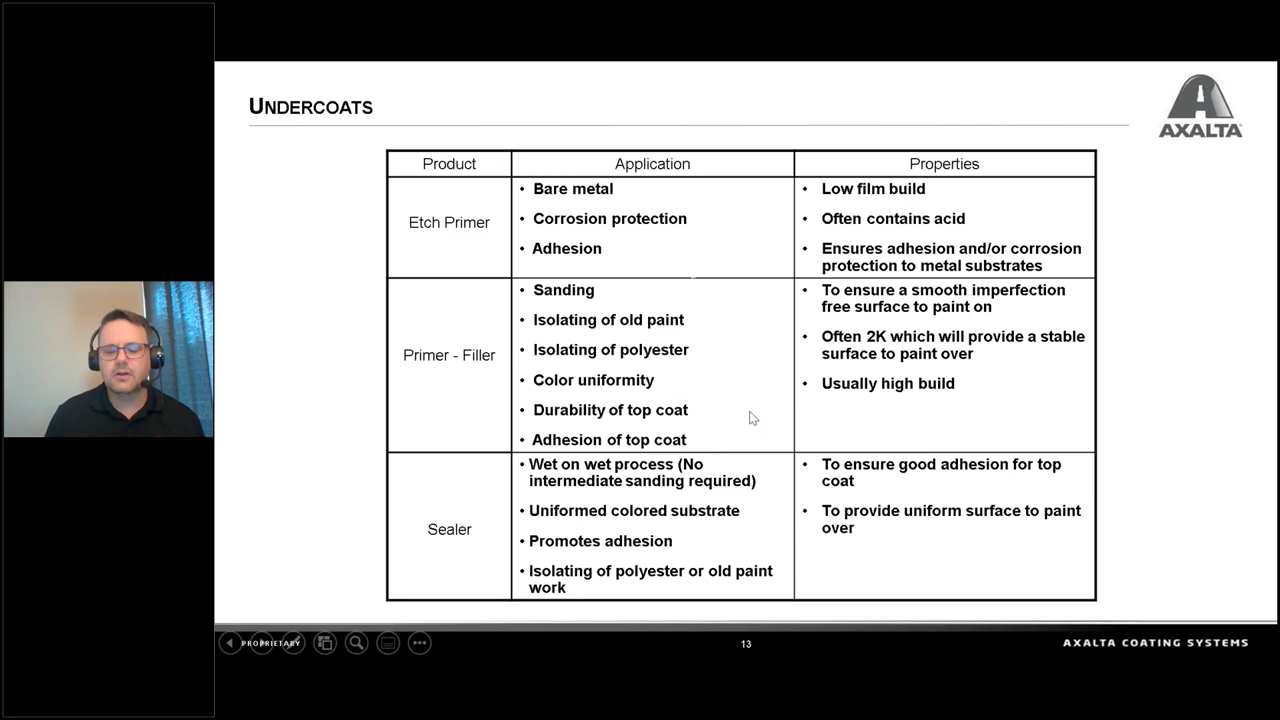 UNDERCOATS
AXALTA
Product
Application
Properties
Etch Primer
• Bare metal
• Corrosion protection
• Adhesion
• Low film build
• Often contains acid
• Ensures adhesion and/or corrosion
protection to metal substrates
Primer - Filler
• Sanding
• Isolating of old paint
• Isolating of polyester
• Color uniformity
• Durability of top coat
• Adhesion of top coat
• To ensure a smooth imperfection
free surface to paint on
• Often 2K which will provide a stable
surface to paint over
• Usually high build
Sealer
• Wet on wet process (No
intermediate sanding required)
• Uniformed colored substrate
• Promotes adhesion
• Isolating of polyester or old paint
work
• To ensure good adhesion for top
coat
• To provide uniform surface to paint
over
PROPRIETARY
13
AXALTA COATING SYSTEMS